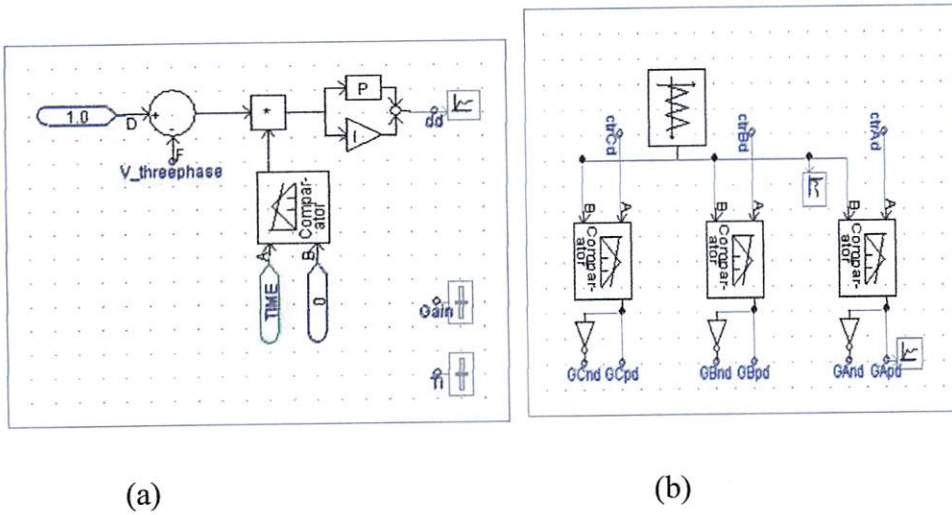 1.0
D
+
-
F
V_threephase
*
P
I
dd
Compar-
ator
A
B
TIME
0
Gain
Ti
(a)
ctrCd
ctrBd
ctrAd
B
A
B
A
B
A
Compar-
ator
Compar-
ator
Compar-
ator
GCnd GCpd
GBnd GBpd
GAnd GApd
(b)